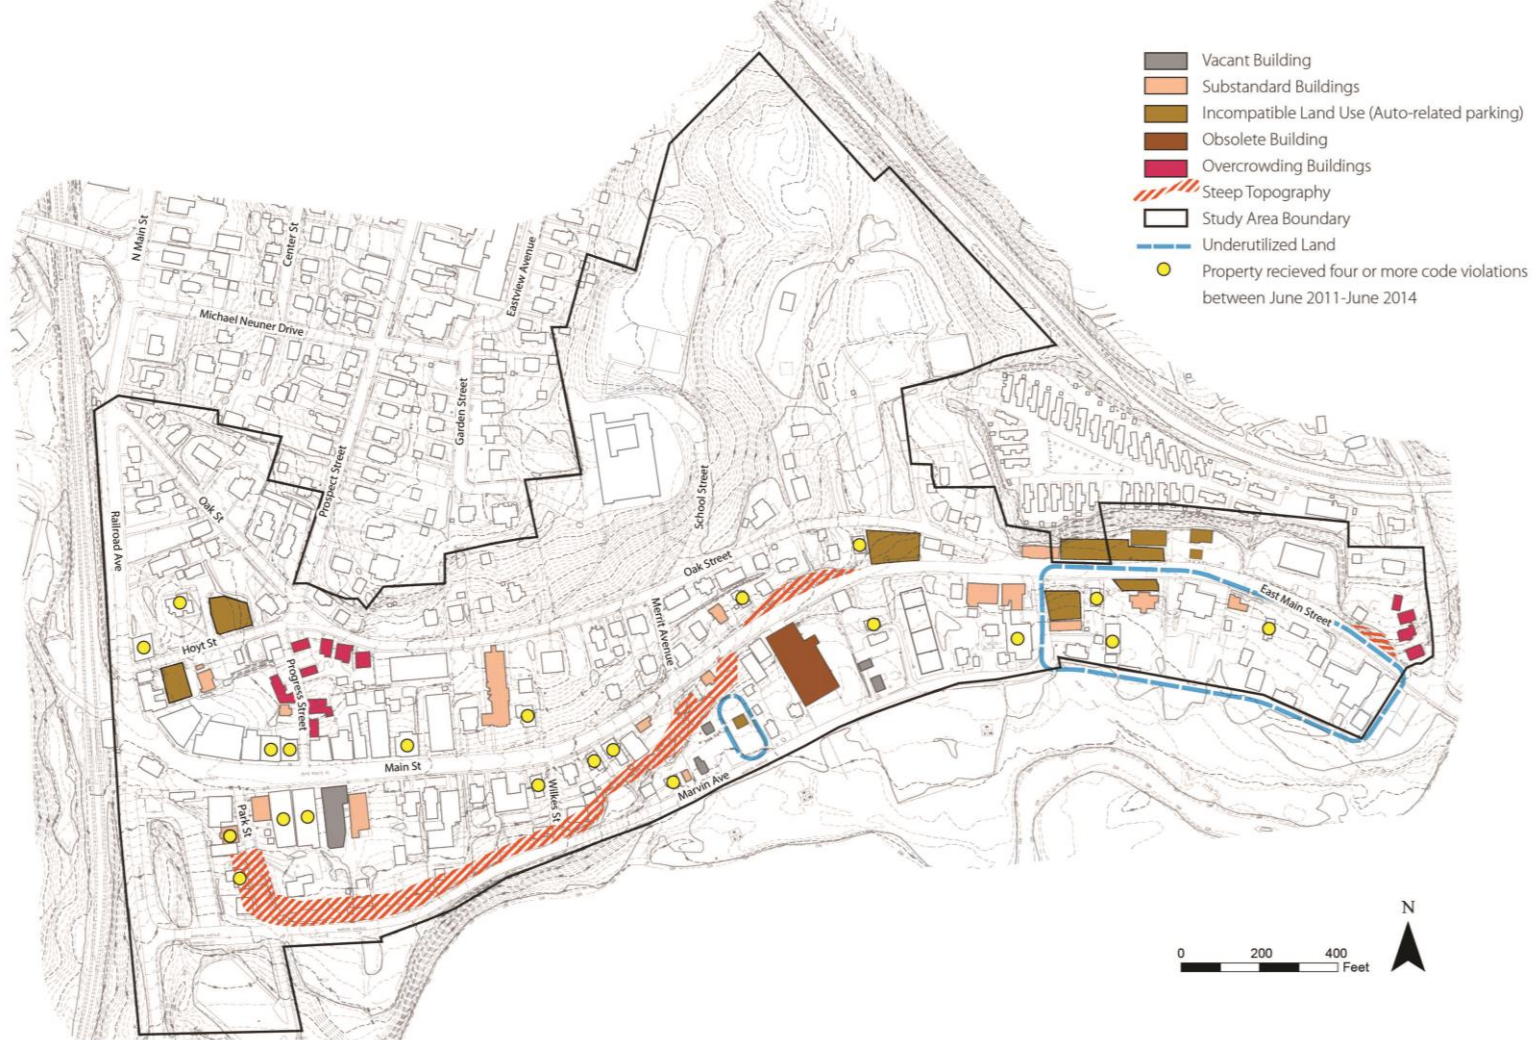 Vacant Building
Substandard Buildings
Incompatible Land Use (Auto-related parking)
Obsolete Building
Overcrowding Buildings
Steep Topography
Study Area Boundary
Underutilized Land
Property recieved four or more code violations
between June 2011-June 2014
N Main St
Center St
Eastview Avenue
Michael Neuner Drive
Garden Street
Prospect Street
Oak St
School Street
Railroad Ave
Oak Street
East Main Street
Merrit Avenue
Hoyt St
Progress Street
Main St
Marvin Ave
Wilkes St
Park St
N
0 200 400
Feet